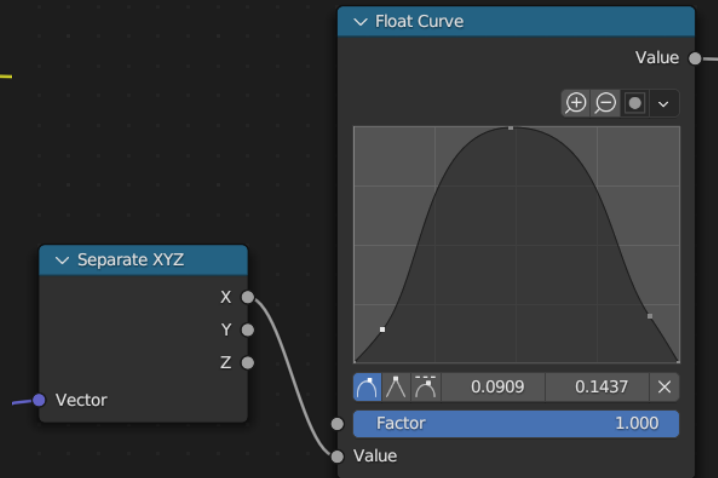 Float Curve
Value
Separate XYZ
X
Y
Z
Vector
0.0909 0.1437
Factor 1.000
Value